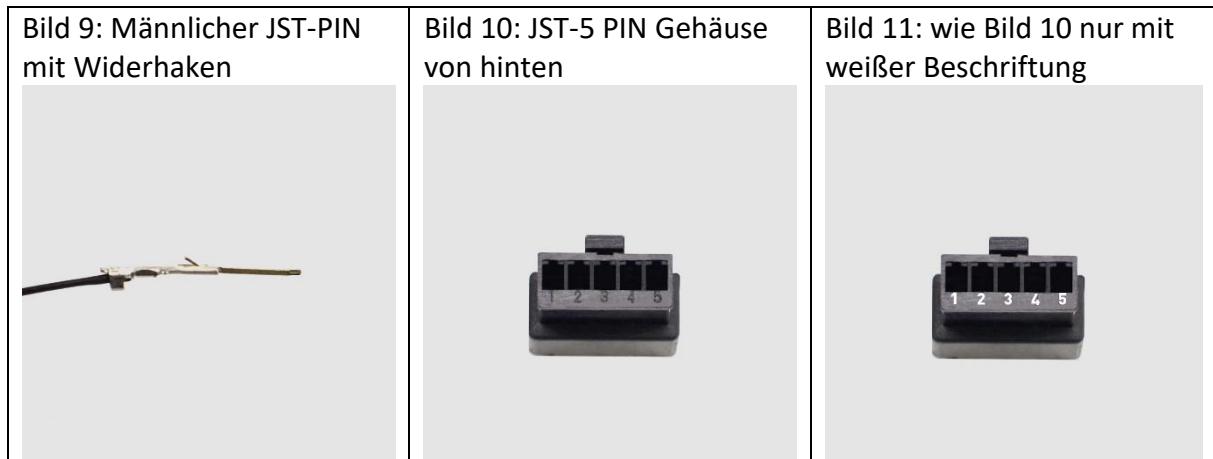 Bild 9: Männlicher JST-PIN
mit Widerhaken
Bild 10: JST-5 PIN Gehäuse
von hinten
Bild 11: wie Bild 10 nur mit
weißer Beschriftung
1 2 3 4 5
1 2 3 4 5